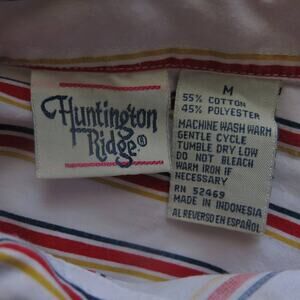 Huntington
Ridge®
M
55% COTTON
45% POLYESTER
MACHINE WASH WARM
GENTLE CYCLE
TUMBLE DRY LOW
DO NOT BLEACH
WARM IRON IF
NECESSARY
RN 52469
MADE IN INDONESIA
AL REVERSO EN ESPAÑOL